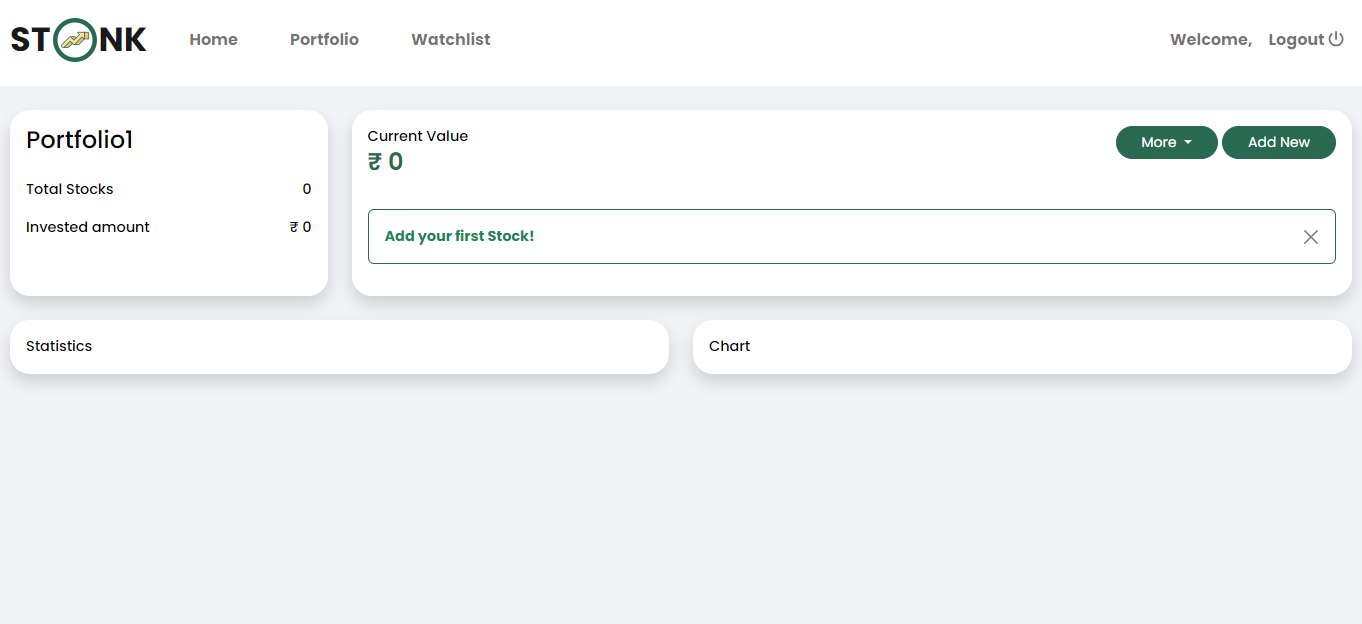 STONK
Home
Portfolio
Watchlist
Welcome,
Logout
Portfolio1
Total Stocks 0
Invested amount ₹ 0
Current Value
₹ 0
More
Add New
Add your first Stock!
Statistics
Chart